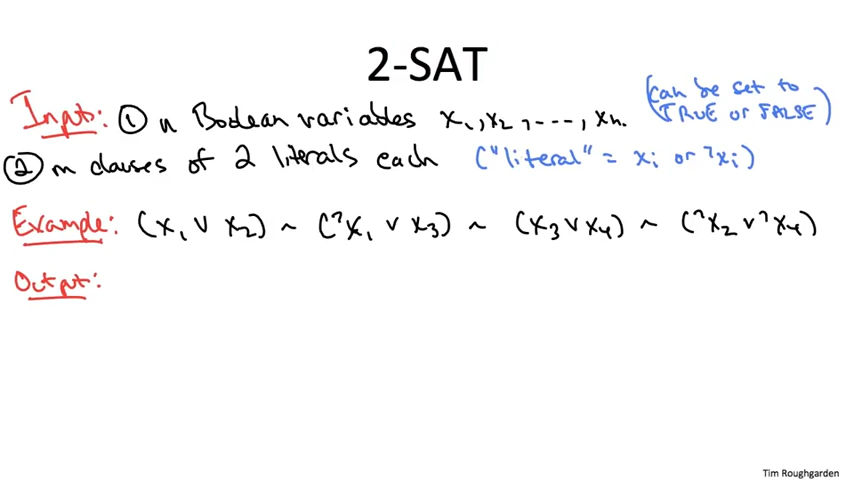 2-SAT
Input: ① n Boolean variables x₁, x₂, ...., xₙ. (can be set to TRUE or FALSE)
② m clauses of 2 literals each ("literal" = xᵢ or ¬xᵢ)
Example: (x₁ ∨ x₂) ∧ (¬x₁ ∨ x₃) ∧ (x₃ ∨ x₄) ∧ (¬x₂ ∨ ¬x₄)
Output:
Tim Roughgarden